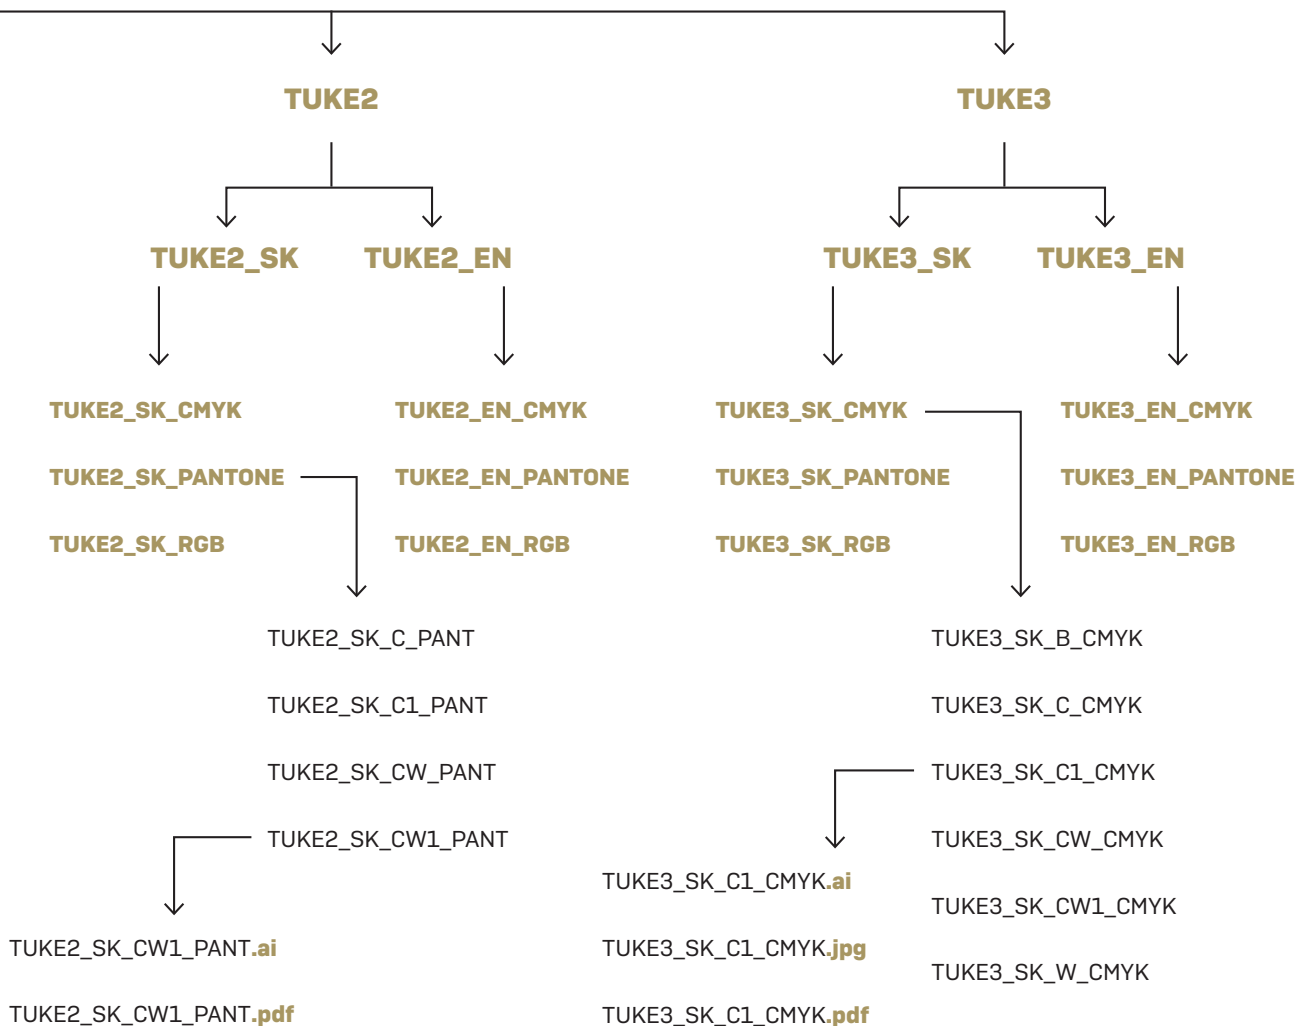 TUKE2
TUKE3
TUKE2_SK
TUKE2_EN
TUKE3_SK
TUKE3_EN
TUKE2_SK_CMYK
TUKE2_EN_CMYK
TUKE3_SK_CMYK
TUKE3_EN_CMYK
TUKE2_SK_PANTONE
TUKE2_EN_PANTONE
TUKE3_SK_PANTONE
TUKE3_EN_PANTONE
TUKE2_SK_RGB
TUKE2_EN_RGB
TUKE3_SK_RGB
TUKE3_EN_RGB
TUKE2_SK_C_PANT
TUKE2_SK_C1_PANT
TUKE2_SK_CW_PANT
TUKE2_SK_CW1_PANT
TUKE2_SK_CW1_PANT.ai
TUKE2_SK_CW1_PANT.pdf
TUKE3_SK_B_CMYK
TUKE3_SK_C_CMYK
TUKE3_SK_C1_CMYK
TUKE3_SK_CW_CMYK
TUKE3_SK_CW1_CMYK
TUKE3_SK_W_CMYK
TUKE3_SK_C1_CMYK.ai
TUKE3_SK_C1_CMYK.jpg
TUKE3_SK_C1_CMYK.pdf